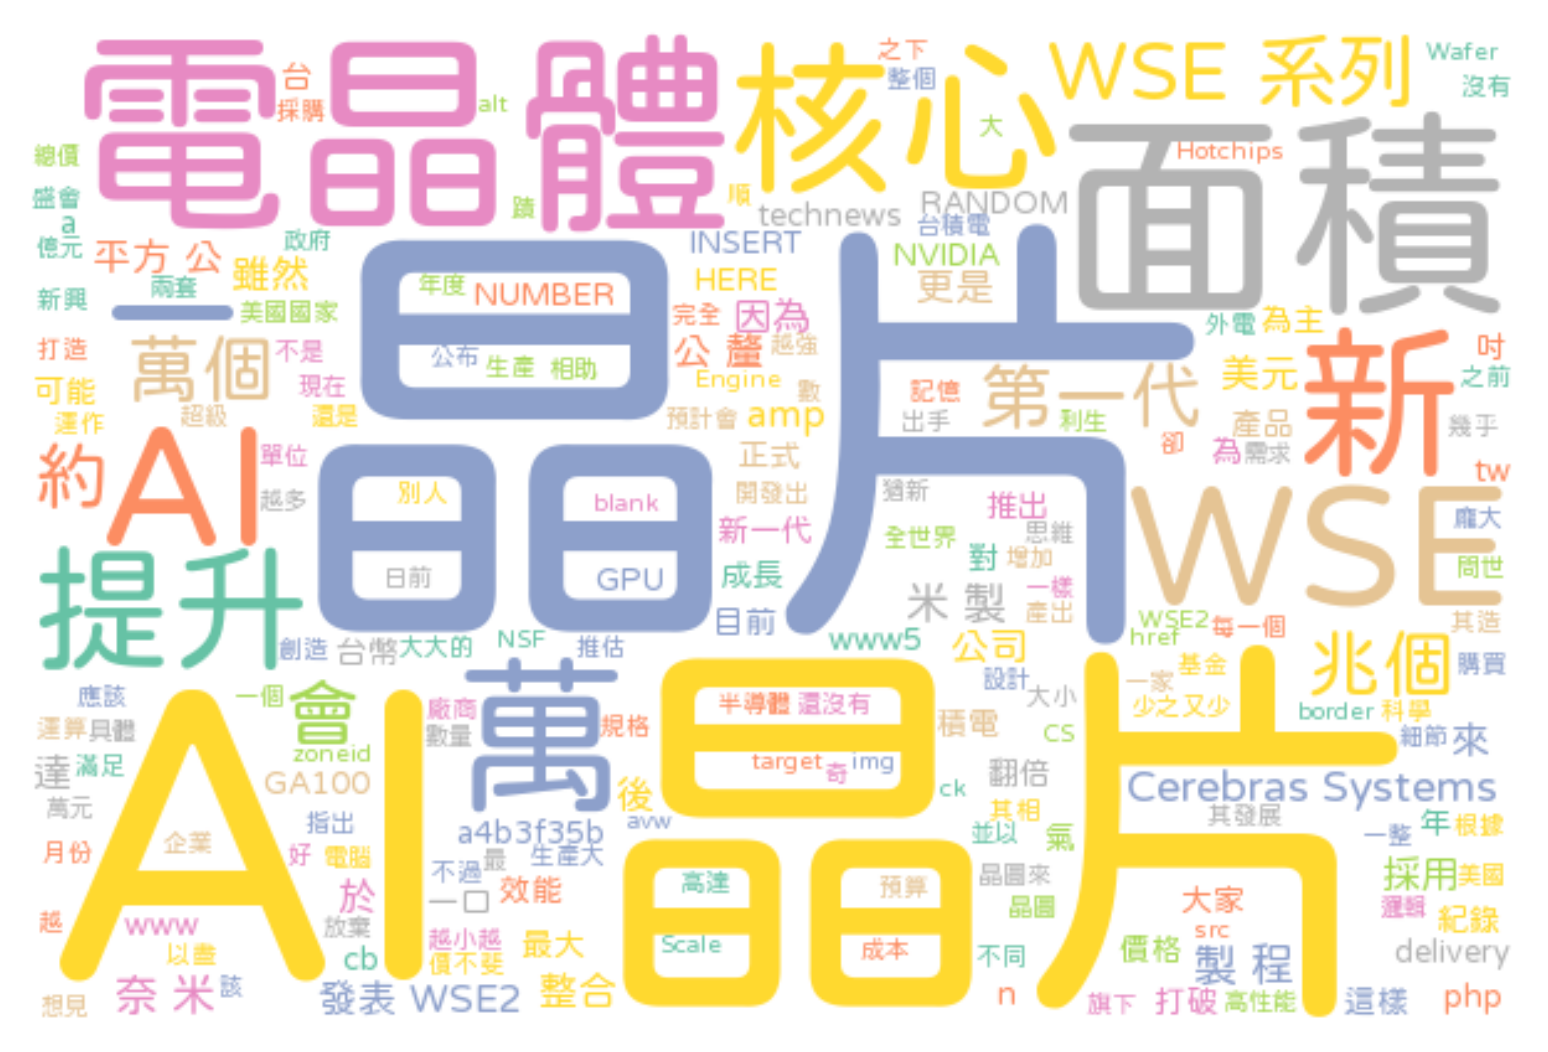 電晶體
核心
WSE 系列
面積
晶片
AI晶片
新
WSE
AI
約
提升
萬
第一代
萬個
兆個
會
之下
整個
Wafer
沒有
台
採購
alt
大
Hotchips
總價
盛會
a
億元
蹟
順
technews
RANDOM
台積電
政府
INSERT
NVIDIA
平方 公
雖然
年度
NUMBER
HERE
更是
兩套
新興
一
美國國家
完全
因為
外電
為主
打造
不是
公布
生產
相助
公 釐
越強
美元
吋
之前
可能
現在
Engine
數
記憶
運作
超級
還是
預計會
amp
出手
利生
產品
幾乎
卻
單位
正式
為
需求
tw
越多
別人
blank
開發出
猶新
推出
龐大
新一代
全世界
思維
對
增加
問世
日前
GPU
成長
米 製
一樣
產出
目前
WSE2
其造
創造
台幣
大大的
NSF
推估
www5
公司
href
每一個
購買
應該
一個
設計
一家
基金
廠商
半導體
還沒有
大小
少之又少
運算
具體
數量
規格
積電
CS
border
科學
zoneid
細節
來
達
滿足
GA100
target
奇
img
翻倍
Cerebras Systems
萬元
後
ck
其相
其發展
指出
a4b3f35b
avw
並以
氣
一整
年
根據
月份
企業
好
電腦
不過
最
生產大
晶圓來
採用
美國
於
一口
效能
高達
預算
晶圓
大家
邏輯
紀錄
越
www
放棄
越小越
最大
Scale
成本
不同
src
價格
製 程
delivery
以盡
cb
價不斐
奈 米
該
發表
WSE2
整合
n
想見
旗下
打破
高性能
這樣
php